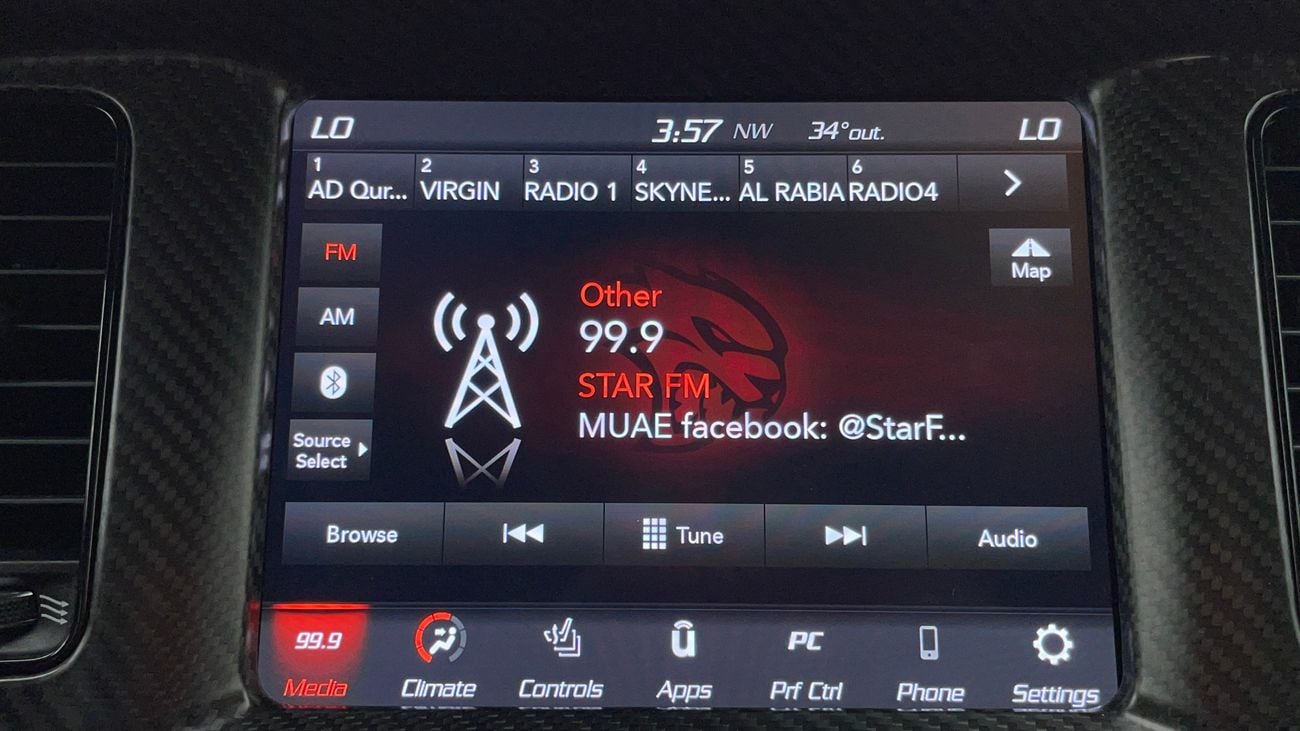 LO 3:57 NW 34°out. LO
1 2 3 4 5 6
AD Qur... VIRGIN RADIO 1 SKYNE... AL RABIA RADIO4
FM
Map
AM
Other
99.9
STAR FM
MUAE facebook: @StarF...
Source
Select
Browse Tune Audio
99.9 PC
Media Climate Controls Apps Prf Ctrl Phone Settings